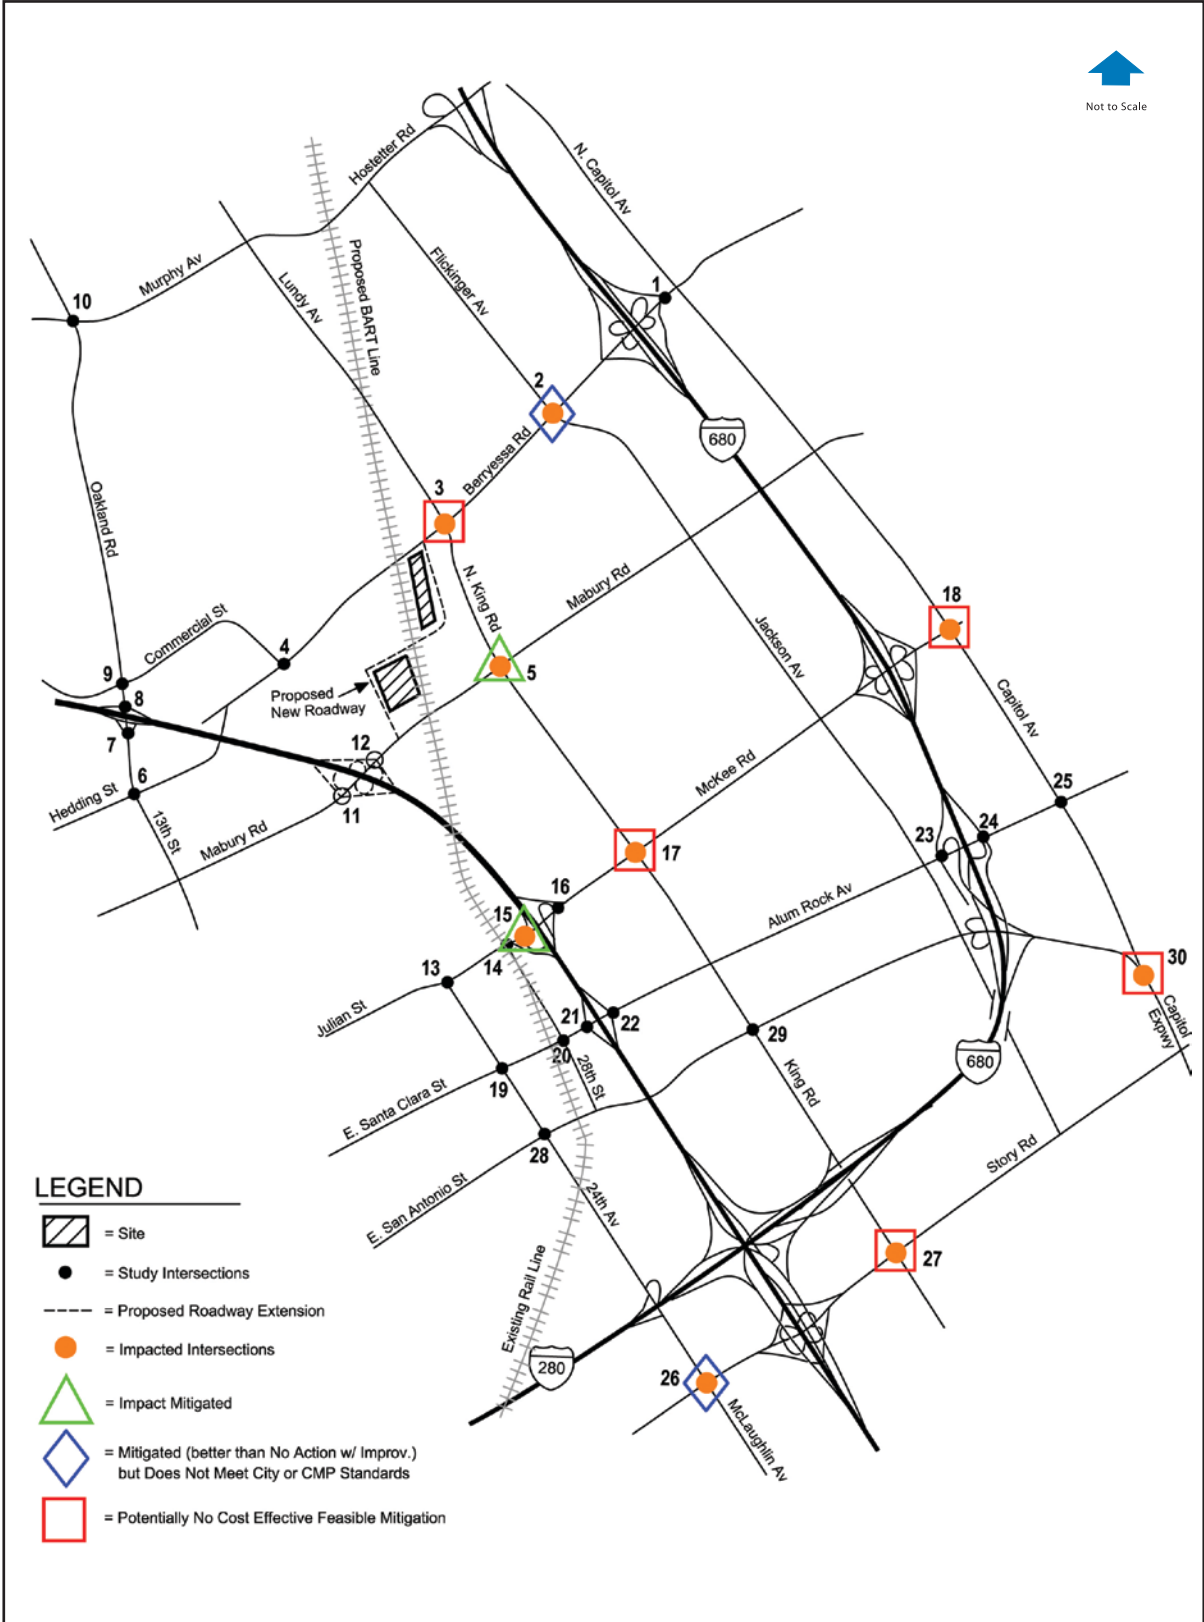 Not to Scale
Hostetter Rd
N. Capitol Av
Murphy Av
Lundy Av
Proposed BART Line
Flickinger Av
1
10
2
680
Berryessa Rd
3
Oakland Rd
N. King Rd
Mabury Rd
18
Commercial St
4
Jackson Av
9
8
5
Proposed
New Roadway
Capitol Av
7
12
6
McKee Rd
25
Hedding St
13th St
11
Mabury Rd
24
23
17
16
15
Alum Rock Av
14
13
30
Julian St
Capitol
Expwy
21
22
29
20
28th St
680
19
King Rd
E. Santa Clara St
28
Story Rd
E. San Antonio St
24th Av
27
Existing Rail Line
280
26
McLaughlin Av
LEGEND
= Site
= Study Intersections
= Proposed Roadway Extension
= Impacted Intersections
= Impact Mitigated
= Mitigated (better than No Action w/ Improv.)
but Does Not Meet City or CMP Standards
= Potentially No Cost Effective Feasible Mitigation